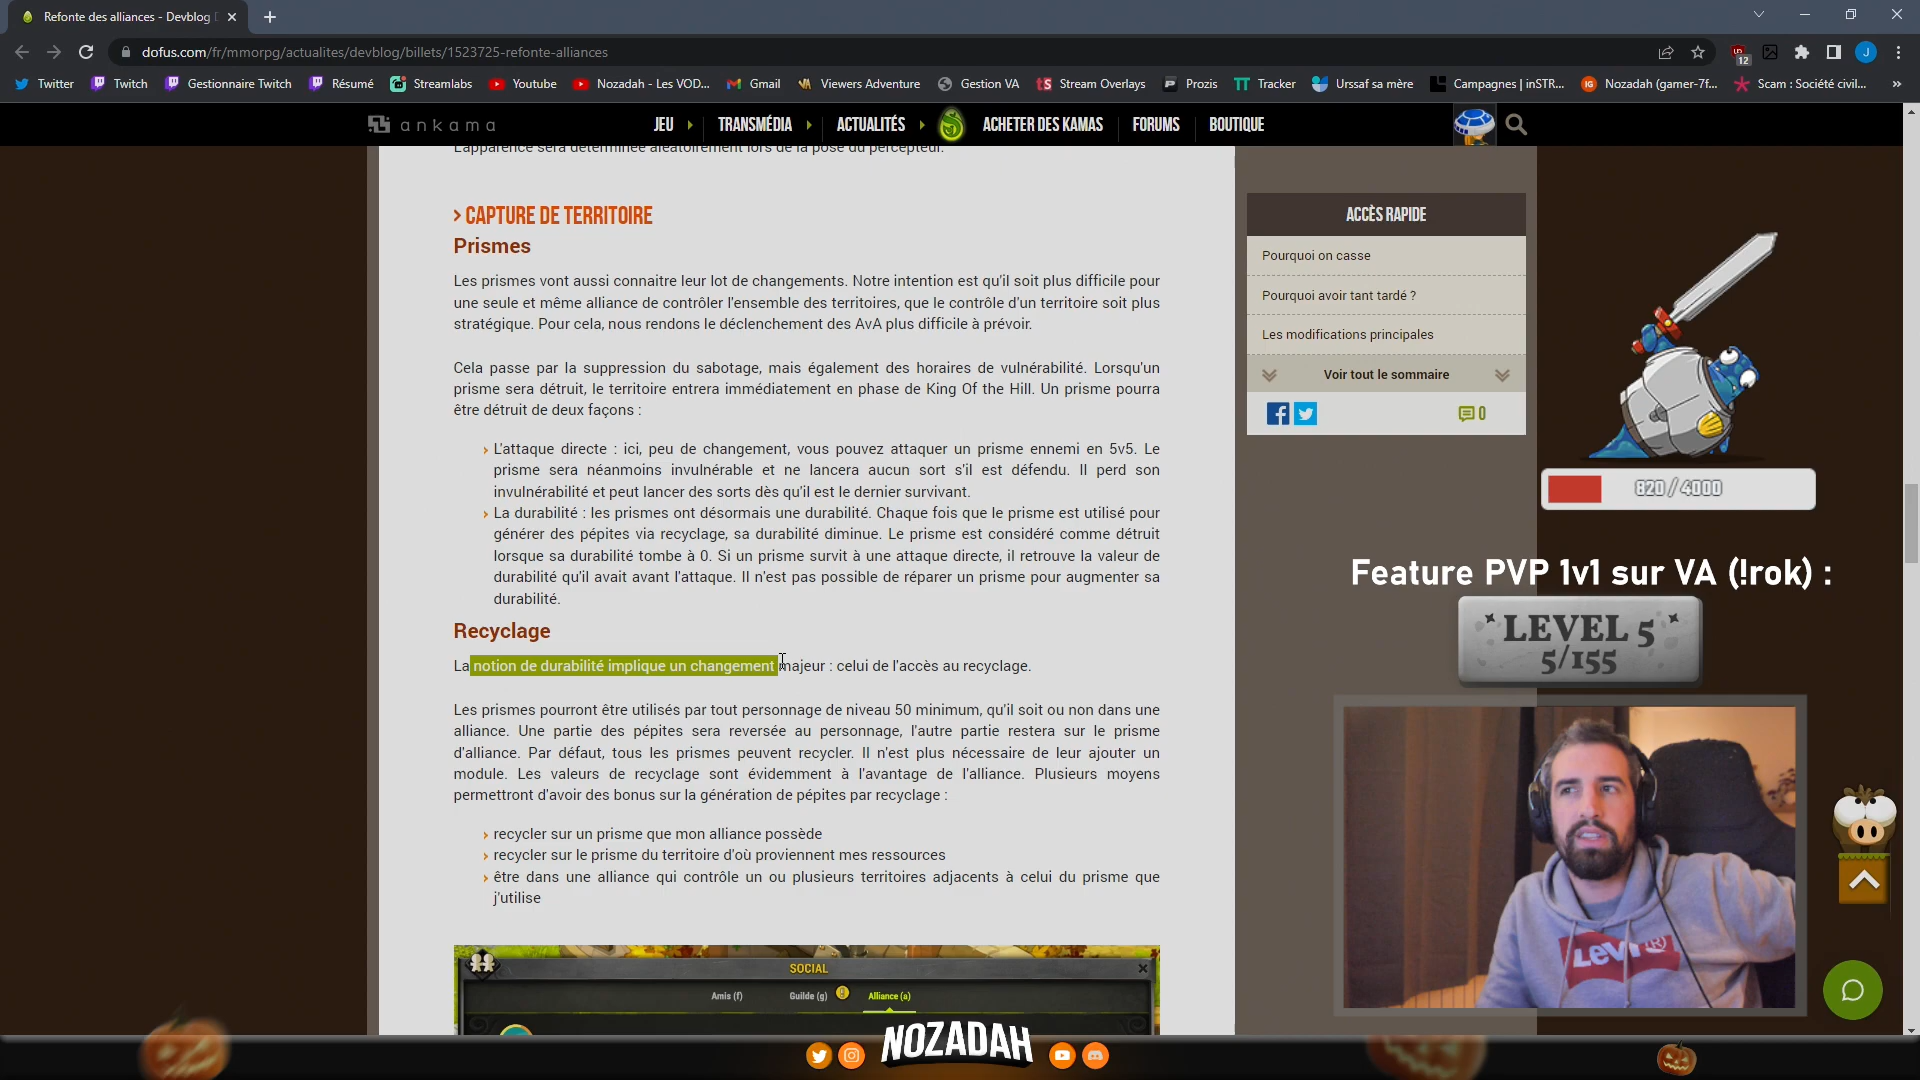 Refonte des alliances - Devblog
dofus.com/fr/mmorpg/actualites/devblog/billets/1523725-refonte-alliances
12
J
Twitter
Twitch
Gestionnaire Twitch
Résumé
Streamlabs
Youtube
Nozadah - Les VOD...
Gmail
Viewers Adventure
Gestion VA
Stream Overlays
Prozis
Tracker
Urssaf sa mère
Campagnes | inSTR...
Nozadah (gamer-7f...
Scam : Société civil...
ankama
JEU
TRANSMÉDIA
ACTUALITÉS
ACHETER DES KAMAS
FORUMS
BOUTIQUE
L'apparence sera déterminée aléatoirement lors de la pose du percepteur.
> CAPTURE DE TERRITOIRE
Prismes
Les prismes vont aussi connaitre leur lot de changements. Notre intention est qu'il soit plus difficile pour
une seule et même alliance de contrôler l'ensemble des territoires, que le contrôle d'un territoire soit plus
stratégique. Pour cela, nous rendons le déclenchement des AvA plus difficile à prévoir.
Cela passe par la suppression du sabotage, mais également des horaires de vulnérabilité. Lorsqu'un
prisme sera détruit, le territoire entrera immédiatement en phase de King Of the Hill. Un prisme pourra
être détruit de deux façons :
L'attaque directe : ici, peu de changement, vous pouvez attaquer un prisme ennemi en 5v5. Le
prisme sera néanmoins invulnérable et ne lancera aucun sort s'il est défendu. Il perd son
invulnérabilité et peut lancer des sorts dès qu'il est le dernier survivant.
La durabilité : les prismes ont désormais une durabilité. Chaque fois que le prisme est utilisé pour
générer des pépites via recyclage, sa durabilité diminue. Le prisme est considéré comme détruit
lorsque sa durabilité tombe à 0. Si un prisme survit à une attaque directe, il retrouve la valeur de
durabilité qu'il avait avant l'attaque. Il n'est pas possible de réparer un prisme pour augmenter sa
durabilité.
Recyclage
La notion de durabilité implique un changement majeur : celui de l'accès au recyclage.
Les prismes pourront être utilisés par tout personnage de niveau 50 minimum, qu'il soit ou non dans une
alliance. Une partie des pépites sera reversée au personnage, l'autre partie restera sur le prisme
d'alliance. Par défaut, tous les prismes peuvent recycler. Il n'est plus nécessaire de leur ajouter un
module. Les valeurs de recyclage sont évidemment à l'avantage de l'alliance. Plusieurs moyens
permettront d'avoir des bonus sur la génération de pépites par recyclage :
recycler sur un prisme que mon alliance possède
recycler sur le prisme du territoire d'où proviennent mes ressources
être dans une alliance qui contrôle un ou plusieurs territoires adjacents à celui du prisme que
j'utilise
SOCIAL
Amis (f)
Guilde (g)
Alliance (a)
ACCÈS RAPIDE
Pourquoi on casse
Pourquoi avoir tant tardé ?
Les modifications principales
Voir tout le sommaire
0
820 / 4000
Feature PVP 1v1 sur VA (!rok) :
LEVEL 5
5/155
Levi's
NOZADAH